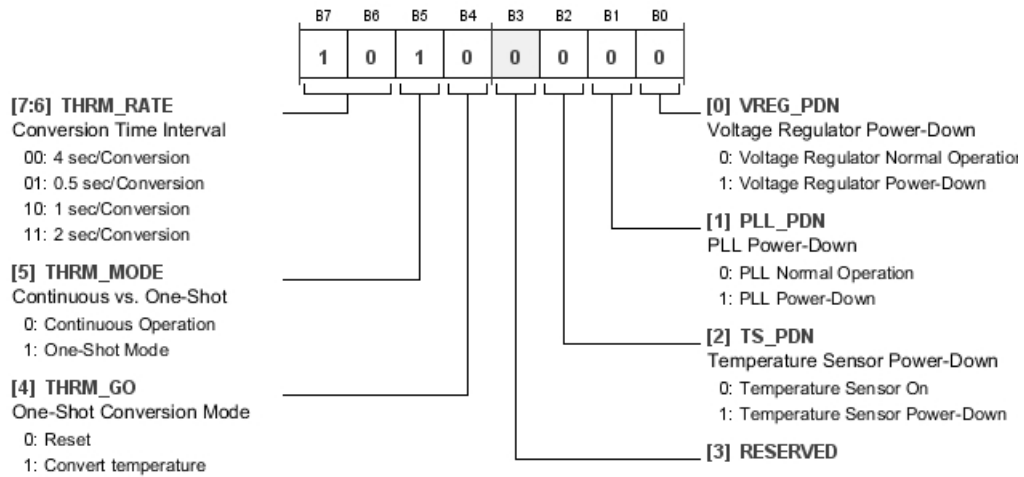 B7 B6 B5 B4 B3 B2 B1 B0
1 0 1 0 0 0 0 0
[7:6] THRM_RATE
Conversion Time Interval
00: 4 sec/Conversion
01: 0.5 sec/Conversion
10: 1 sec/Conversion
11: 2 sec/Conversion
[5] THRM_MODE
Continuous vs. One-Shot
0: Continuous Operation
1: One-Shot Mode
[4] THRM_GO
One-Shot Conversion Mode
0: Reset
1: Convert temperature
[0] VREG_PDN
Voltage Regulator Power-Down
0: Voltage Regulator Normal Operation
1: Voltage Regulator Power-Down
[1] PLL_PDN
PLL Power-Down
0: PLL Normal Operation
1: PLL Power-Down
[2] TS_PDN
Temperature Sensor Power-Down
0: Temperature Sensor On
1: Temperature Sensor Power-Down
[3] RESERVED